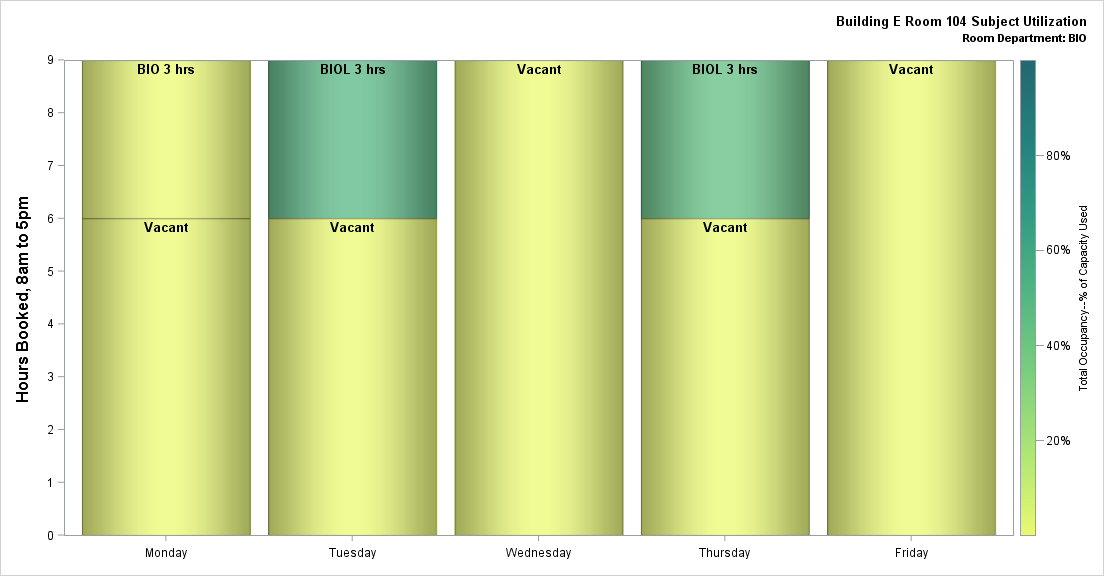 Building E Room 104 Subject Utilization
Room Department: BIO
Hours Booked, 8am to 5pm
9
8
7
6
5
4
3
2
1
0
BIO 3 hrs
BIOL 3 hrs
Vacant
BIOL 3 hrs
Vacant
Vacant
Vacant
Vacant
Monday
Tuesday
Wednesday
Thursday
Friday
80%
60%
40%
20%
Total Occupancy--% of Capacity Used